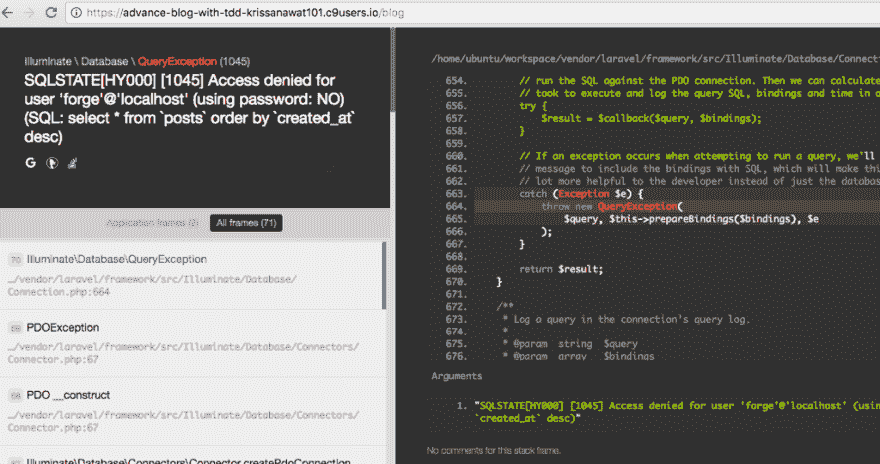 https://advance-blog-with-tdd-krissanawat101.c9users.io/blog
Illuminate \ Database \ QueryException (1045)
SQLSTATE[HY000] [1045] Access denied for
user 'forge'@'localhost' (using password: NO)
(SQL: select * from `posts` order by `created_at`
desc)
Application frames (2) All frames (71)
70 Illuminate\Database\QueryException
…/vendor/laravel/framework/src/Illuminate/Database/
Connection.php:664
69 PDOException
…/vendor/laravel/framework/src/Illuminate/Database/Connectors/
Connector.php:67
68 PDO __construct
…/vendor/laravel/framework/src/Illuminate/Database/Connectors/
Connector.php:67
Illuminate\Database\Connectors\Connector createPdoConnection
/home/ubuntu/workspace/vendor/laravel/framework/src/Illuminate/Database/Connec
654. // run the SQL against the PDO connection. Then we can calculate
655. // took to execute and log the query SQL, bindings and time in o
656. try {
657. $result = $callback($query, $bindings);
658. }
659.
660. // If an exception occurs when attempting to run a query, we'll
661. // message to include the bindings with SQL, which will make thi
662. // lot more helpful to the developer instead of just the databas
663. catch (Exception $e) {
664. throw new QueryException(
665. $query, $this->prepareBindings($bindings), $e
666. );
667. }
668.
669. return $result;
670. }
671.
672. /**
673. * Log a query in the connection's query log.
674. *
675. * @param string $query
676. * @param array $bindings
Arguments
1. "SQLSTATE[HY000] [1045] Access denied for user 'forge'@'localhost' (usin
`created_at` desc)"
No comments for this stack frame.